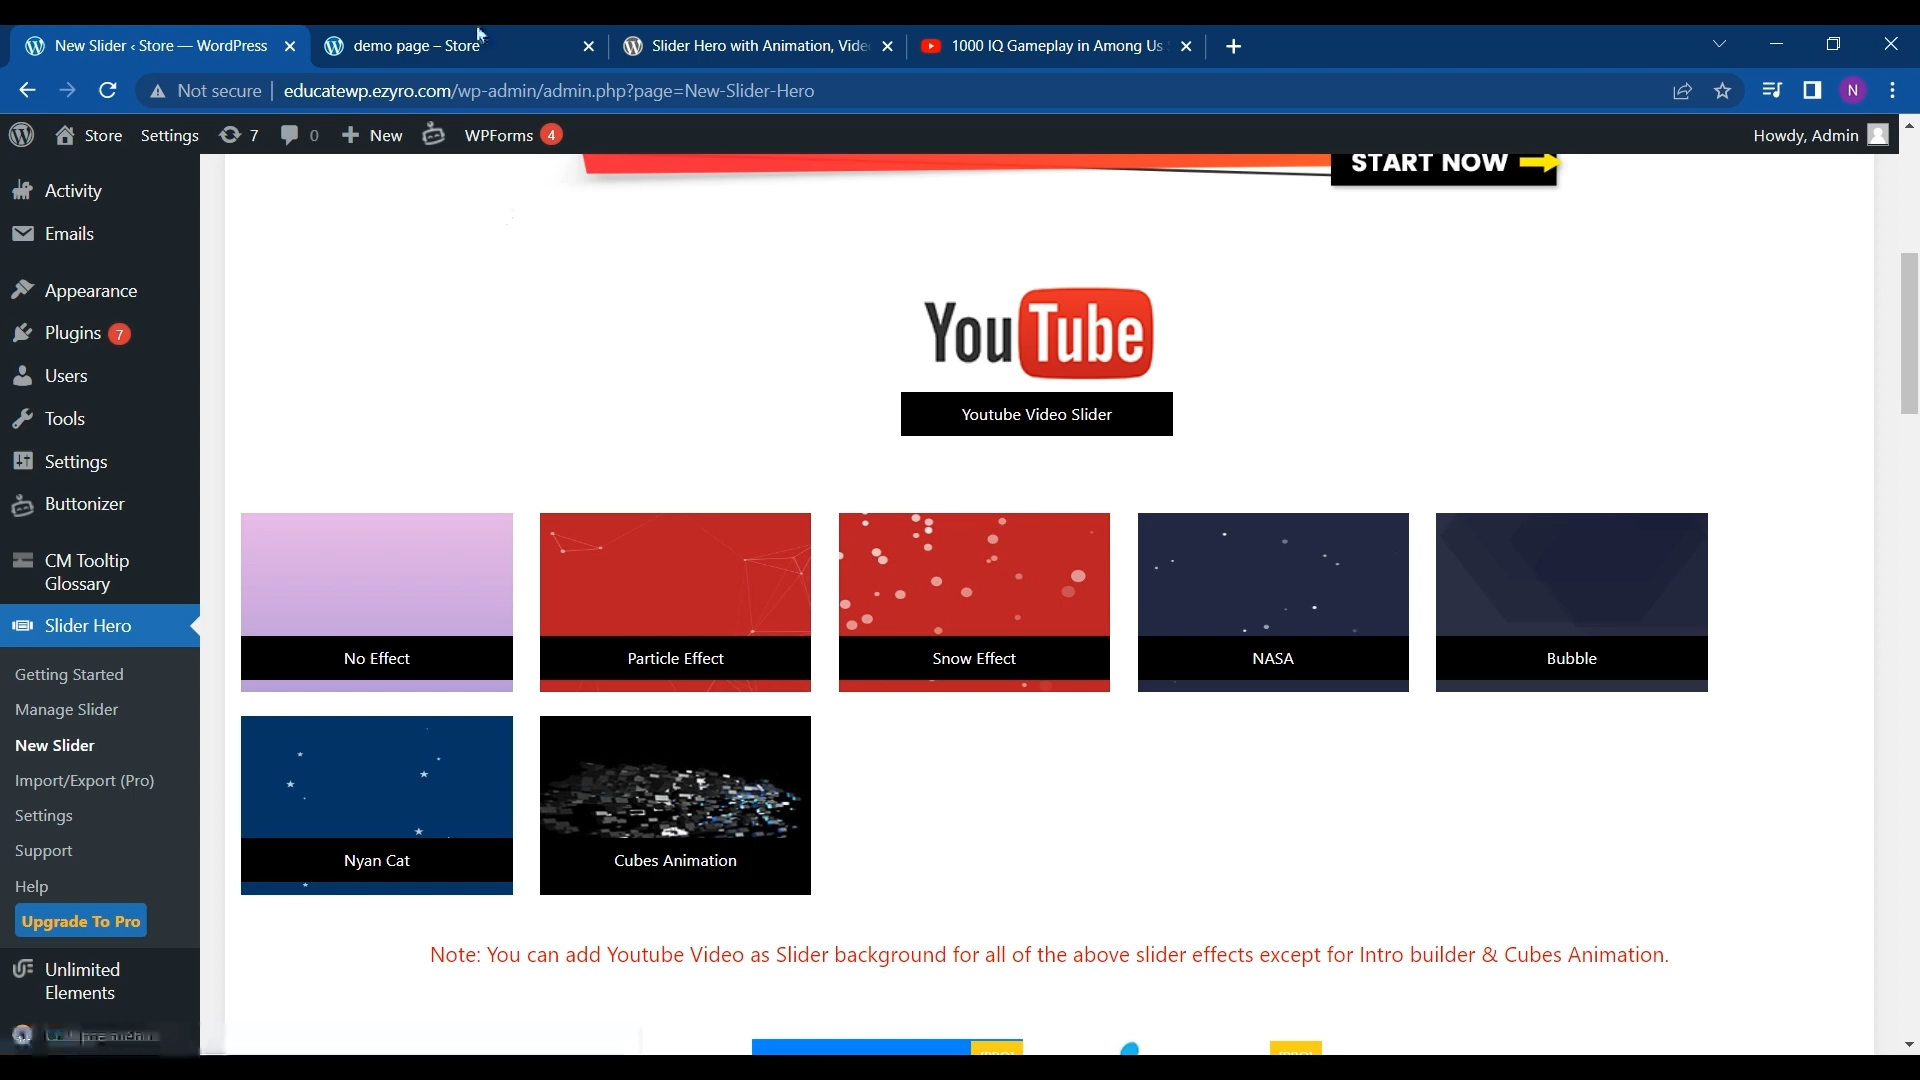 New Slider ‹ Store — WordPress
demo page – Store
Slider Hero with Animation, Vide
1000 IQ Gameplay in Among Us
Not secure
educatewp.ezyro.com/wp-admin/admin.php?page=New-Slider-Hero
N
Store
Settings
7
0
New
WPForms 4
Howdy, Admin
START NOW
Activity
Emails
Appearance
Plugins 7
Users
Tools
Settings
Buttonizer
CM Tooltip
Glossary
Slider Hero
Getting Started
Manage Slider
New Slider
Import/Export (Pro)
Settings
Support
Help
Upgrade To Pro
Unlimited
Elements
YouTube
Youtube Video Slider
No Effect
Particle Effect
Snow Effect
NASA
Bubble
Nyan Cat
Cubes Animation
Note: You can add Youtube Video as Slider background for all of the above slider effects except for Intro builder & Cubes Animation.